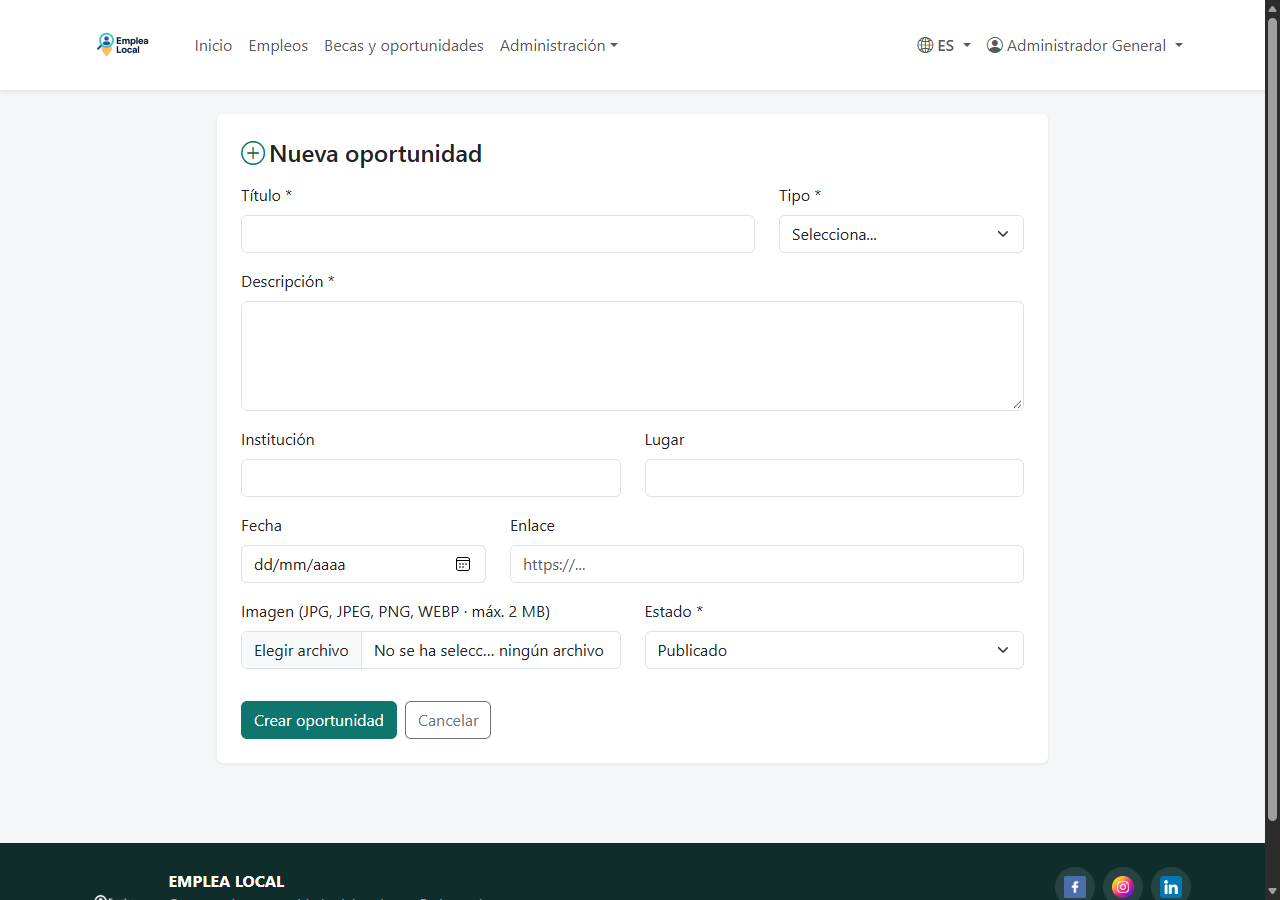 Emplea Local
Inicio Empleos Becas y oportunidades Administración ES Administrador General
Nueva oportunidad
Título * Tipo *
Selecciona...
Descripción *
Institución Lugar
Fecha Enlace
dd/mm/aaaa https://...
Imagen (JPG, JPEG, PNG, WEBP · máx. 2 MB) Estado *
Elegir archivo No se ha selecc... ningún archivo Publicado
Crear oportunidad Cancelar
EMPLEA LOCAL